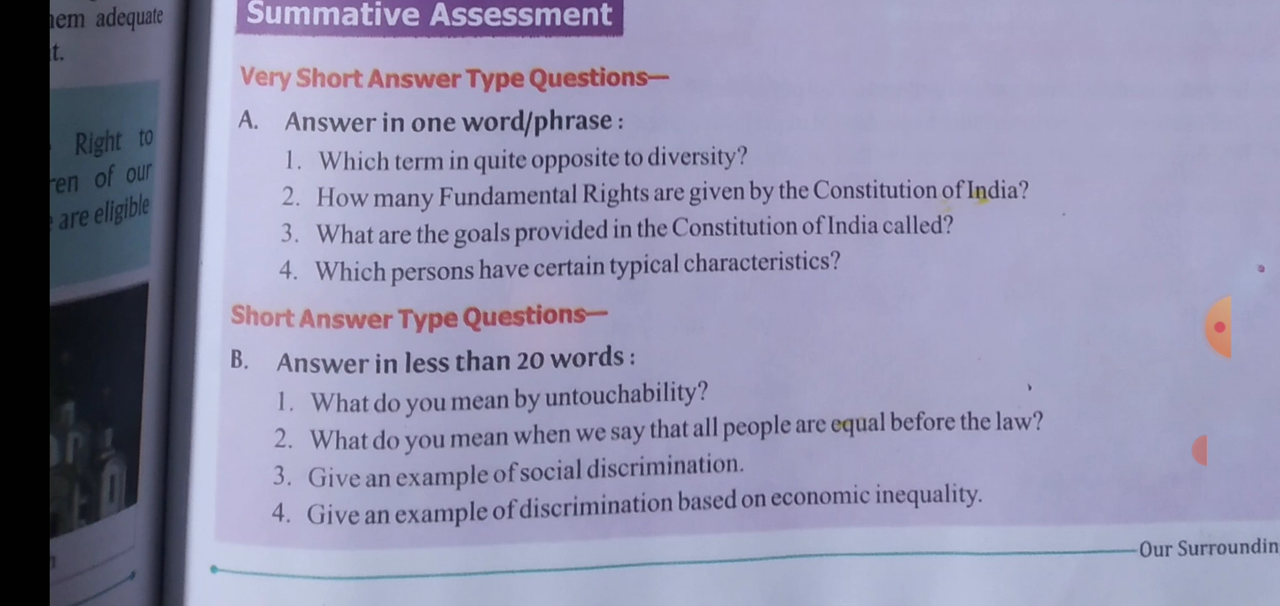 em adequate
t.
Right to
en of our
are eligible
Summative Assessment
Very Short Answer Type Questions—
A. Answer in one word/phrase :
1. Which term in quite opposite to diversity?
2. How many Fundamental Rights are given by the Constitution of India?
3. What are the goals provided in the Constitution of India called?
4. Which persons have certain typical characteristics?
Short Answer Type Questions—
B. Answer in less than 20 words :
1. What do you mean by untouchability?
2. What do you mean when we say that all people are equal before the law?
3. Give an example of social discrimination.
4. Give an example of discrimination based on economic inequality.
Our Surroundin